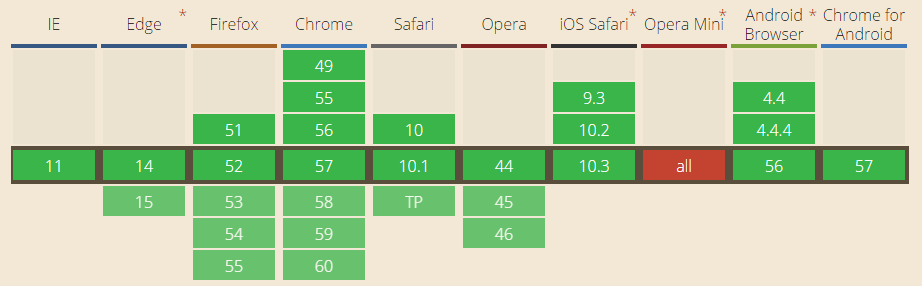 IE Edge * Firefox Chrome Safari Opera iOS Safari * Opera Mini * Android Browser * Chrome for Android
49
55 9.3 4.4
51 56 10 10.2 4.4.4
11 14 52 57 10.1 44 10.3 all 56 57
15 53 58 TP 45
54 59 46
55 60